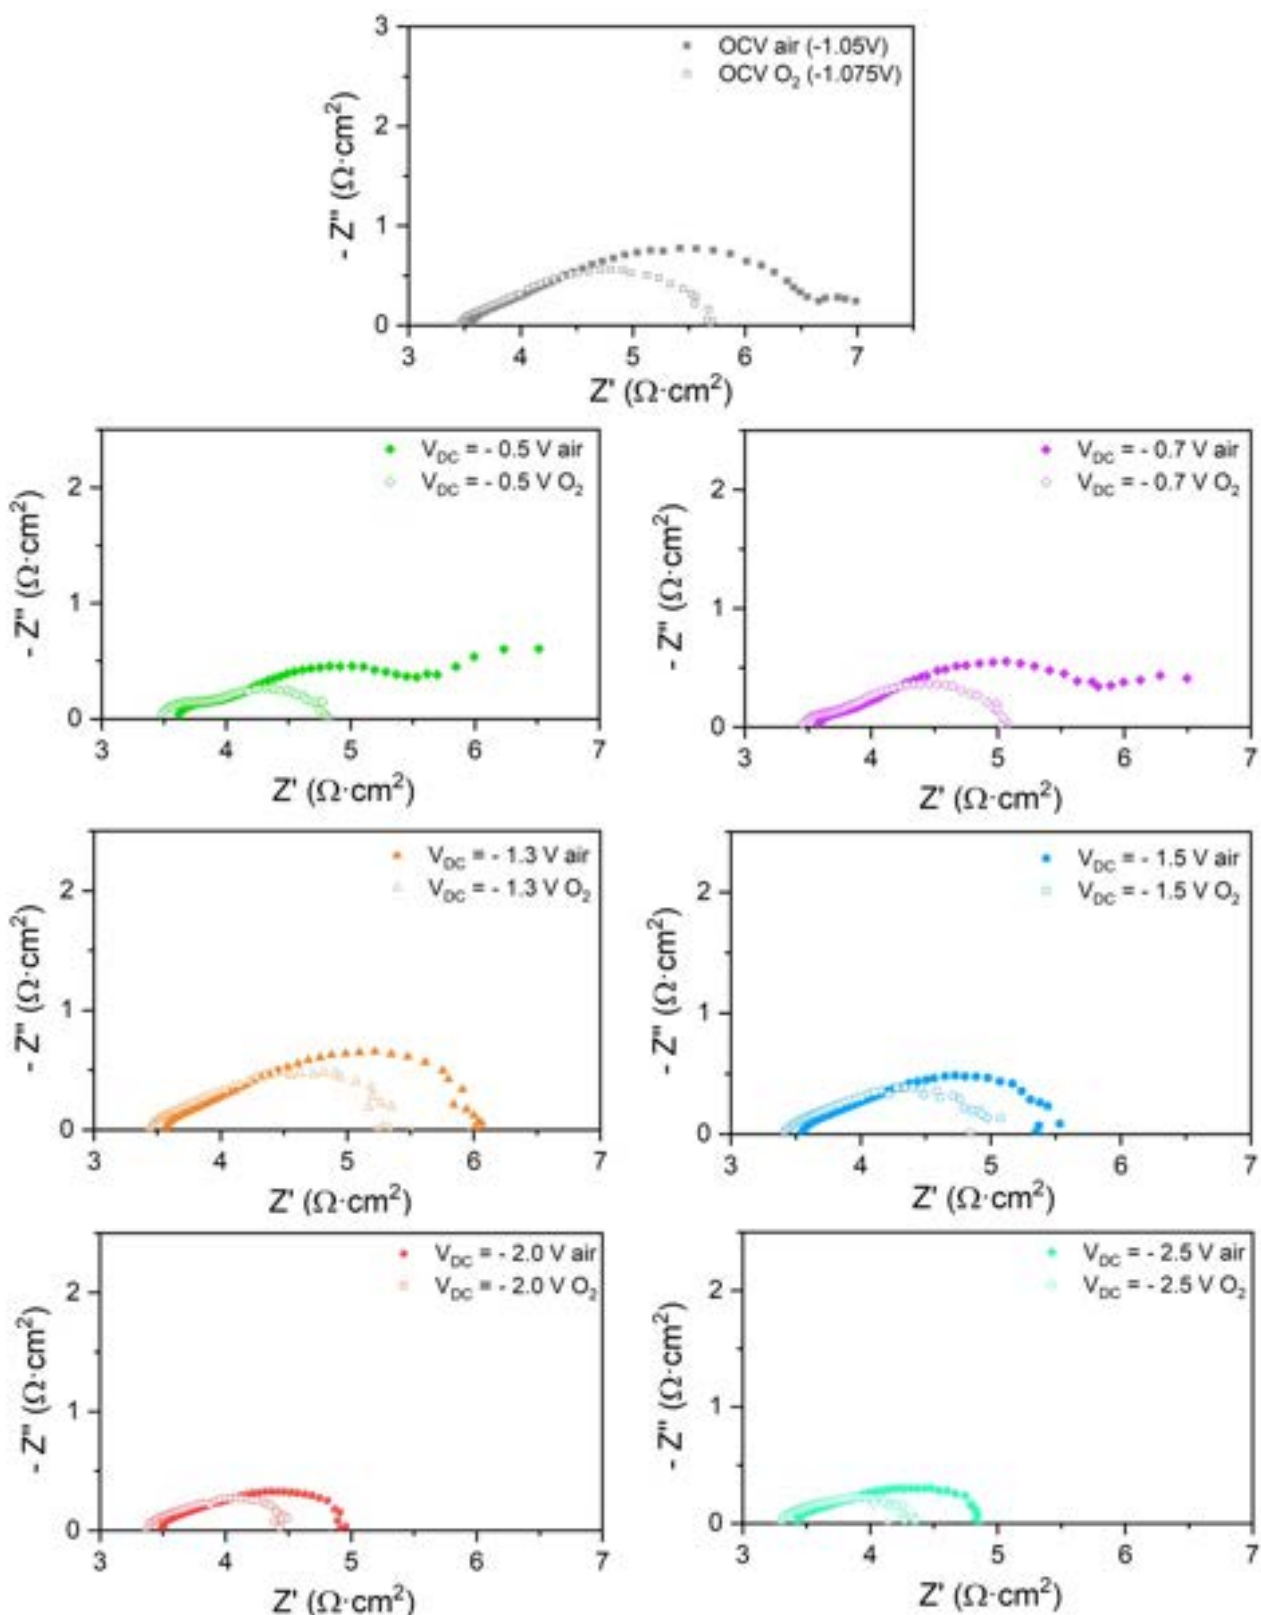 OCV air (-1.05V)
OCV O₂ (-1.075V)
- Z'' (Ω·cm²)
3
2
1
0
3 4 5 6 7
Z' (Ω·cm²)
V_DC = - 0.5 V air
V_DC = - 0.5 V O₂
- Z'' (Ω·cm²)
2
1
0
3 4 5 6 7
Z' (Ω·cm²)
V_DC = - 0.7 V air
V_DC = - 0.7 V O₂
- Z'' (Ω·cm²)
2
1
0
3 4 5 6 7
Z' (Ω·cm²)
V_DC = - 1.3 V air
V_DC = - 1.3 V O₂
- Z'' (Ω·cm²)
2
1
0
3 4 5 6 7
Z' (Ω·cm²)
V_DC = - 1.5 V air
V_DC = - 1.5 V O₂
- Z'' (Ω·cm²)
2
1
0
3 4 5 6 7
Z' (Ω·cm²)
V_DC = - 2.0 V air
V_DC = - 2.0 V O₂
- Z'' (Ω·cm²)
2
1
0
3 4 5 6 7
Z' (Ω·cm²)
V_DC = - 2.5 V air
V_DC = - 2.5 V O₂
- Z'' (Ω·cm²)
2
1
0
3 4 5 6 7
Z' (Ω·cm²)